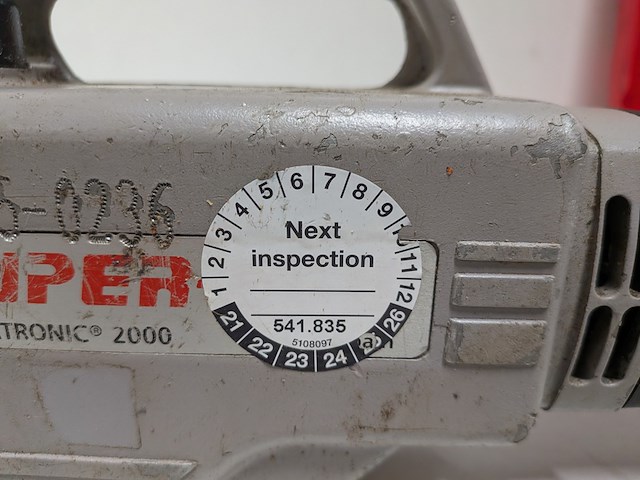 5-0236
UPER-
TRONIC® 2000
1 2 3 4 5 6 7 8 9 10 11 12
Next
inspection
541.835
5108097
21 22 23 24 25 26